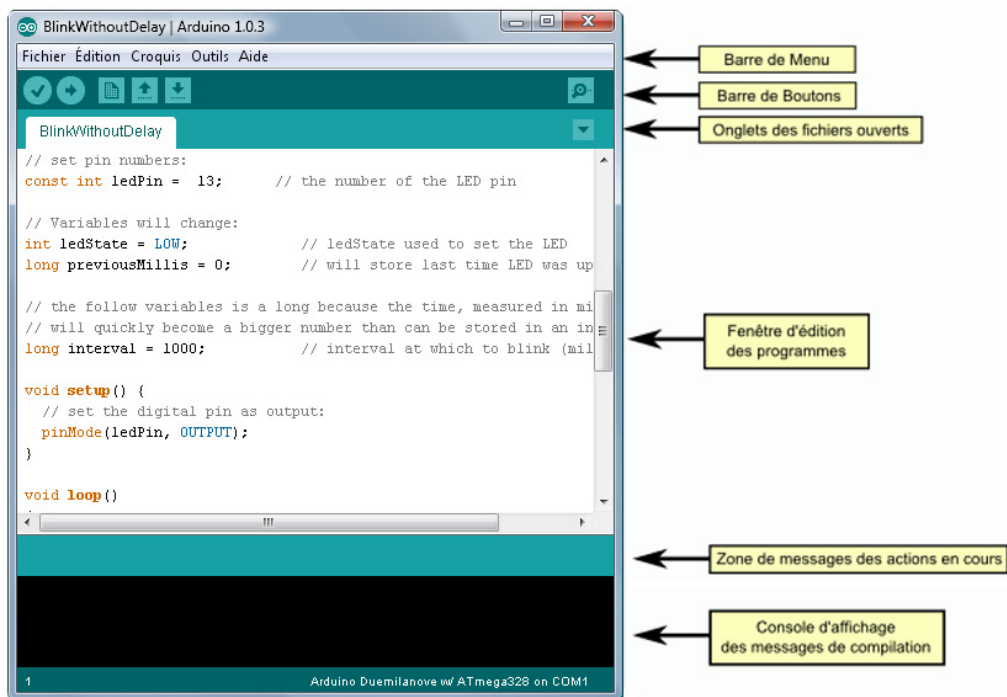 BlinkWithoutDelay | Arduino 1.0.3
Fichier Édition Croquis Outils Aide
BlinkWithoutDelay
// set pin numbers:
const int ledPin =  13;      // the number of the LED pin
// Variables will change:
int ledState = LOW;             // ledState used to set the LED
long previousMillis = 0;        // will store last time LED was up
// the follow variables is a long because the time, measured in mi
// will quickly become a bigger number than can be stored in an in
long interval = 1000;           // interval at which to blink (mil
void setup() {
  // set the digital pin as output:
  pinMode(ledPin, OUTPUT);
}
void loop()
1
Arduino Duemilanove w/ ATmega328 on COM1
Barre de Menu
Barre de Boutons
Onglets des fichiers ouverts
Fenêtre d'édition
des programmes
Zone de messages des actions en cours
Console d'affichage
des messages de compilation